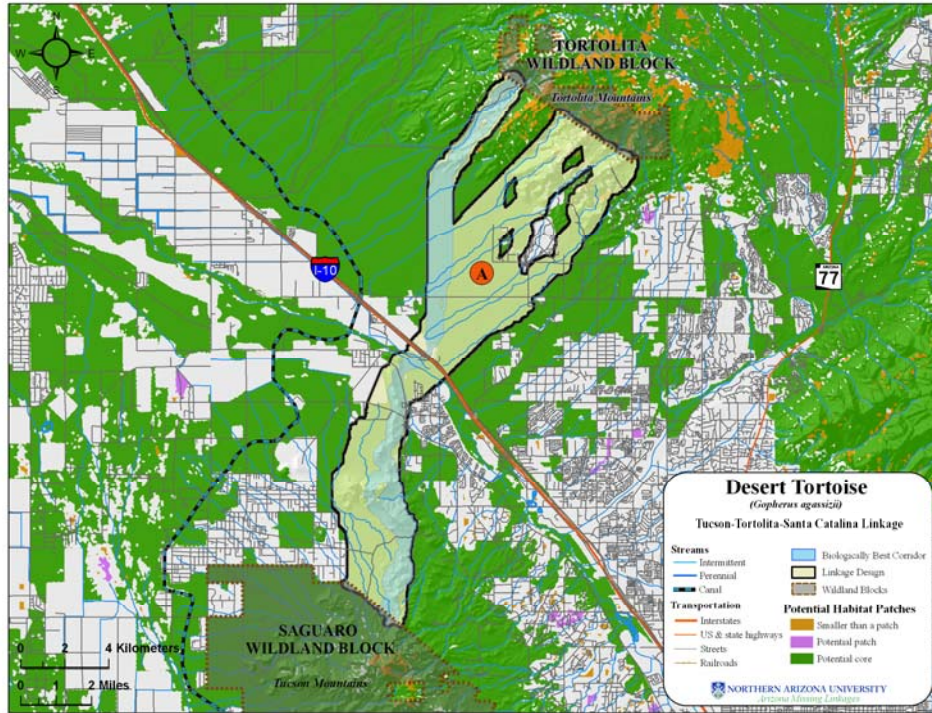 N
W
E
S
TORTOLITA
WILDLAND BLOCK
Tortolita Mountains
I-10
A
ARIZONA
77
SAGUARO
WILDLAND BLOCK
Tucson Mountains
0 2 4 Kilometers
0 1 2 Miles
Desert Tortoise
(Gopherus agassizii)
Tucson-Tortolita-Santa Catalina Linkage
Streams
Intermittent
Perennial
Canal
Transportation
Interstates
US & state highways
Streets
Railroads
Biologically Best Corridor
Linkage Design
Wildland Blocks
Potential Habitat Patches
Smaller than a patch
Potential patch
Potential core
NORTHERN ARIZONA UNIVERSITY
Arizona Missing Linkages